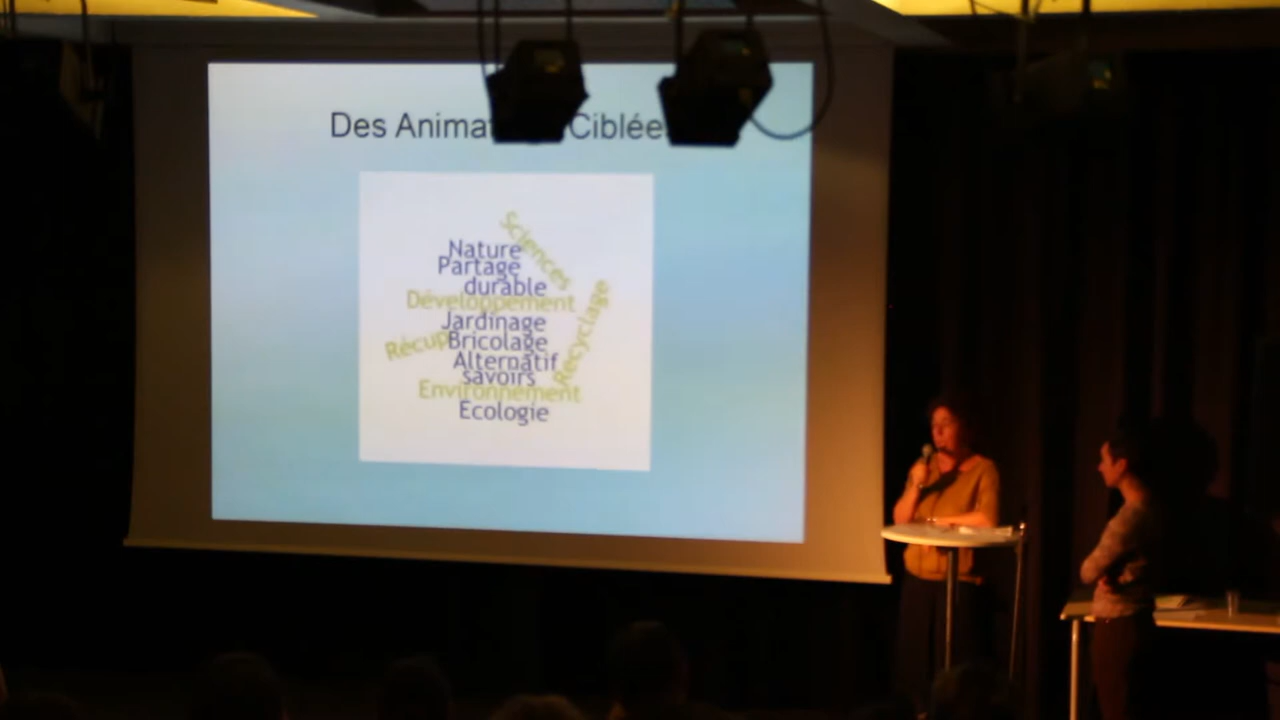 Des Anima Ciblée
Sciences
Nature
Partage
durable
Développement
Recyclage
Jardinage
Récup
Bricolage
Alternatif
savoirs
Environnement
Ecologie